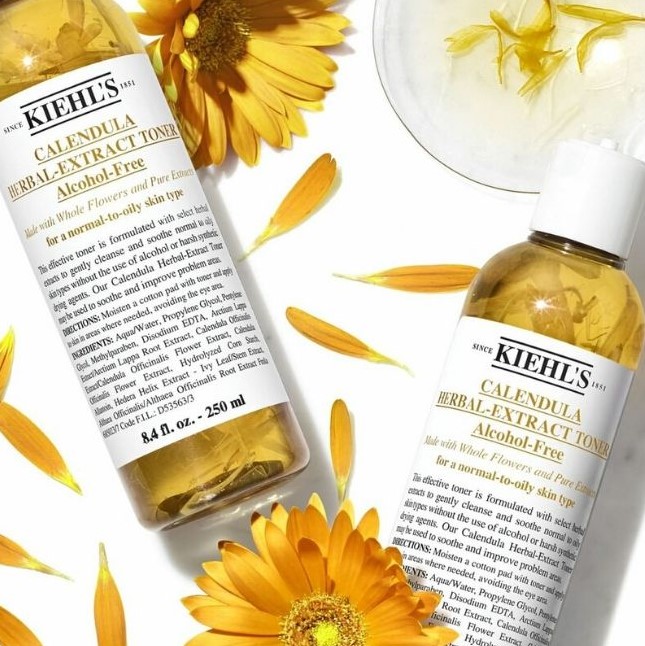 SINCE KIEHL'S 1851
CALENDULA
HERBAL-EXTRACT TONER
Alcohol-Free
Made with Whole Flowers and Pure Extracts
for a normal-to-oily skin type
This effective toner is formulated with select herbal
extracts to gently cleanse and soothe normal to oily
skin types without the use of alcohol or harsh synthetic
drying agents. Our Calendula Herbal-Extract Toner
may be used to soothe and improve problem areas.
DIRECTIONS: Moisten a cotton pad with toner and apply
to skin in areas where needed, avoiding the eye area.
INGREDIENTS: Aqua/Water, Propylene Glycol, Pentylene
Glycol, Methylparaben, Disodium EDTA, Arctium Lappa
Extract/Arctium Lappa Root Extract, Calendula Officinalis
Extract/Calendula Officinalis Flower Extract, Calendula
Officinalis Flower Extract, Hydrolyzed Corn Starch,
Allantoin, Hedera Helix Extract - Ivy Leaf/Stem Extract,
Althaea Officinalis/Althaea Officinalis Root Extract
Code F.I.L.: D53563/3
8.4 fl. oz. - 250 ml
SINCE KIEHL'S 1851
CALENDULA
HERBAL-EXTRACT TONER
Alcohol-Free
Made with Whole Flowers and Pure Extracts
for a normal-to-oily skin type
This effective toner is formulated with select herbal
extracts to gently cleanse and soothe normal to oily
skin types without the use of alcohol or harsh synthetic
drying agents. Our Calendula Herbal-Extract Toner
may be used to soothe and improve problem areas.
DIRECTIONS: Moisten a cotton pad with toner and apply
in areas where needed, avoiding the eye area.
Aqua/Water, Propylene Glycol,
Disodium EDTA, Arctium
Root Extract, Calendula
Officinalis Flower Extract,